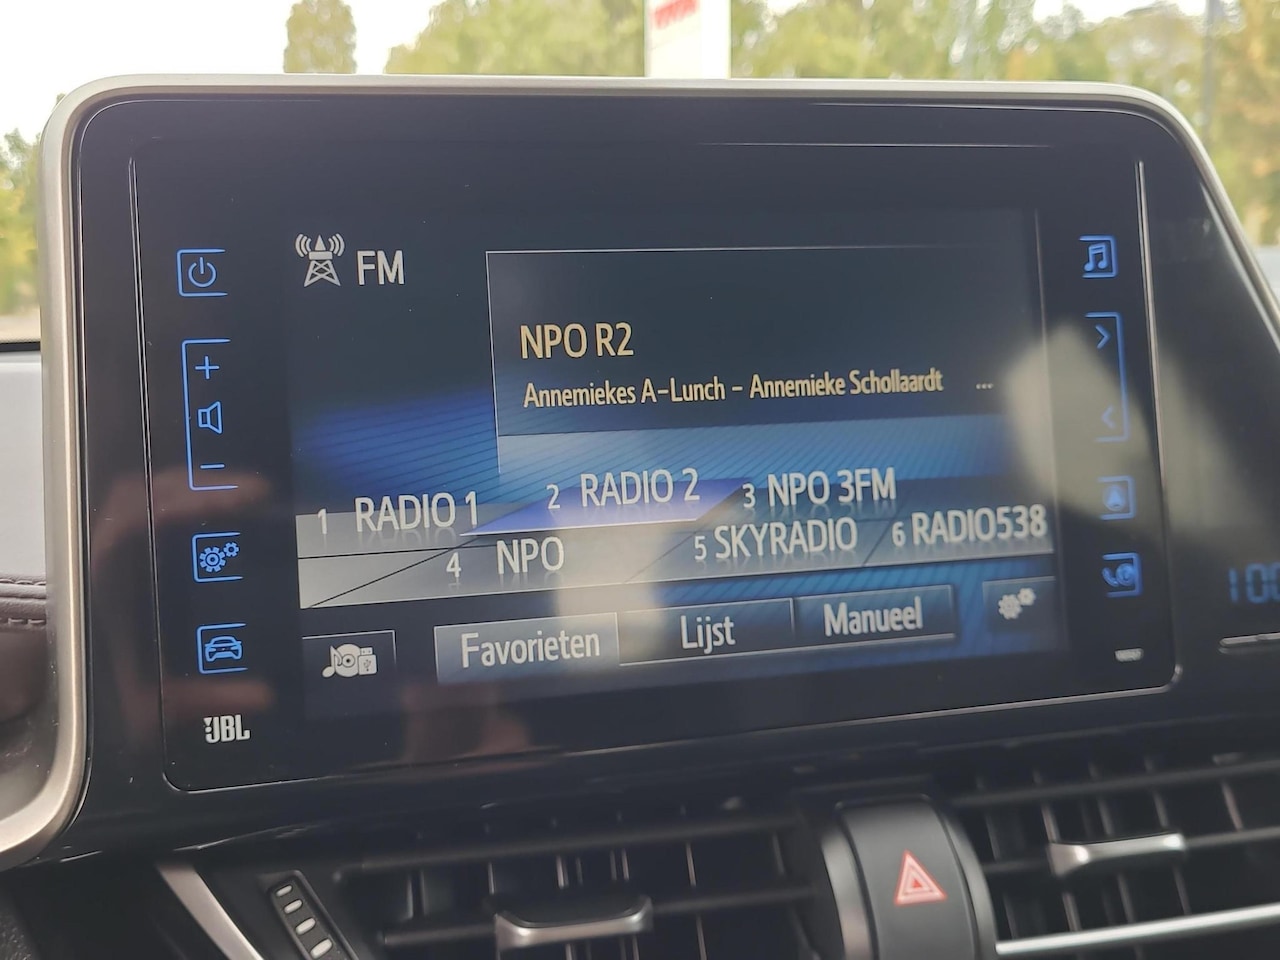 FM
NPO R2
Annemiekes A-Lunch - Annemieke Schollaardt ...
1 RADIO 1 2 RADIO 2 3 NPO 3FM
4 NPO 5 SKYRADIO 6 RADIO538
Favorieten Lijst Manueel
JBL